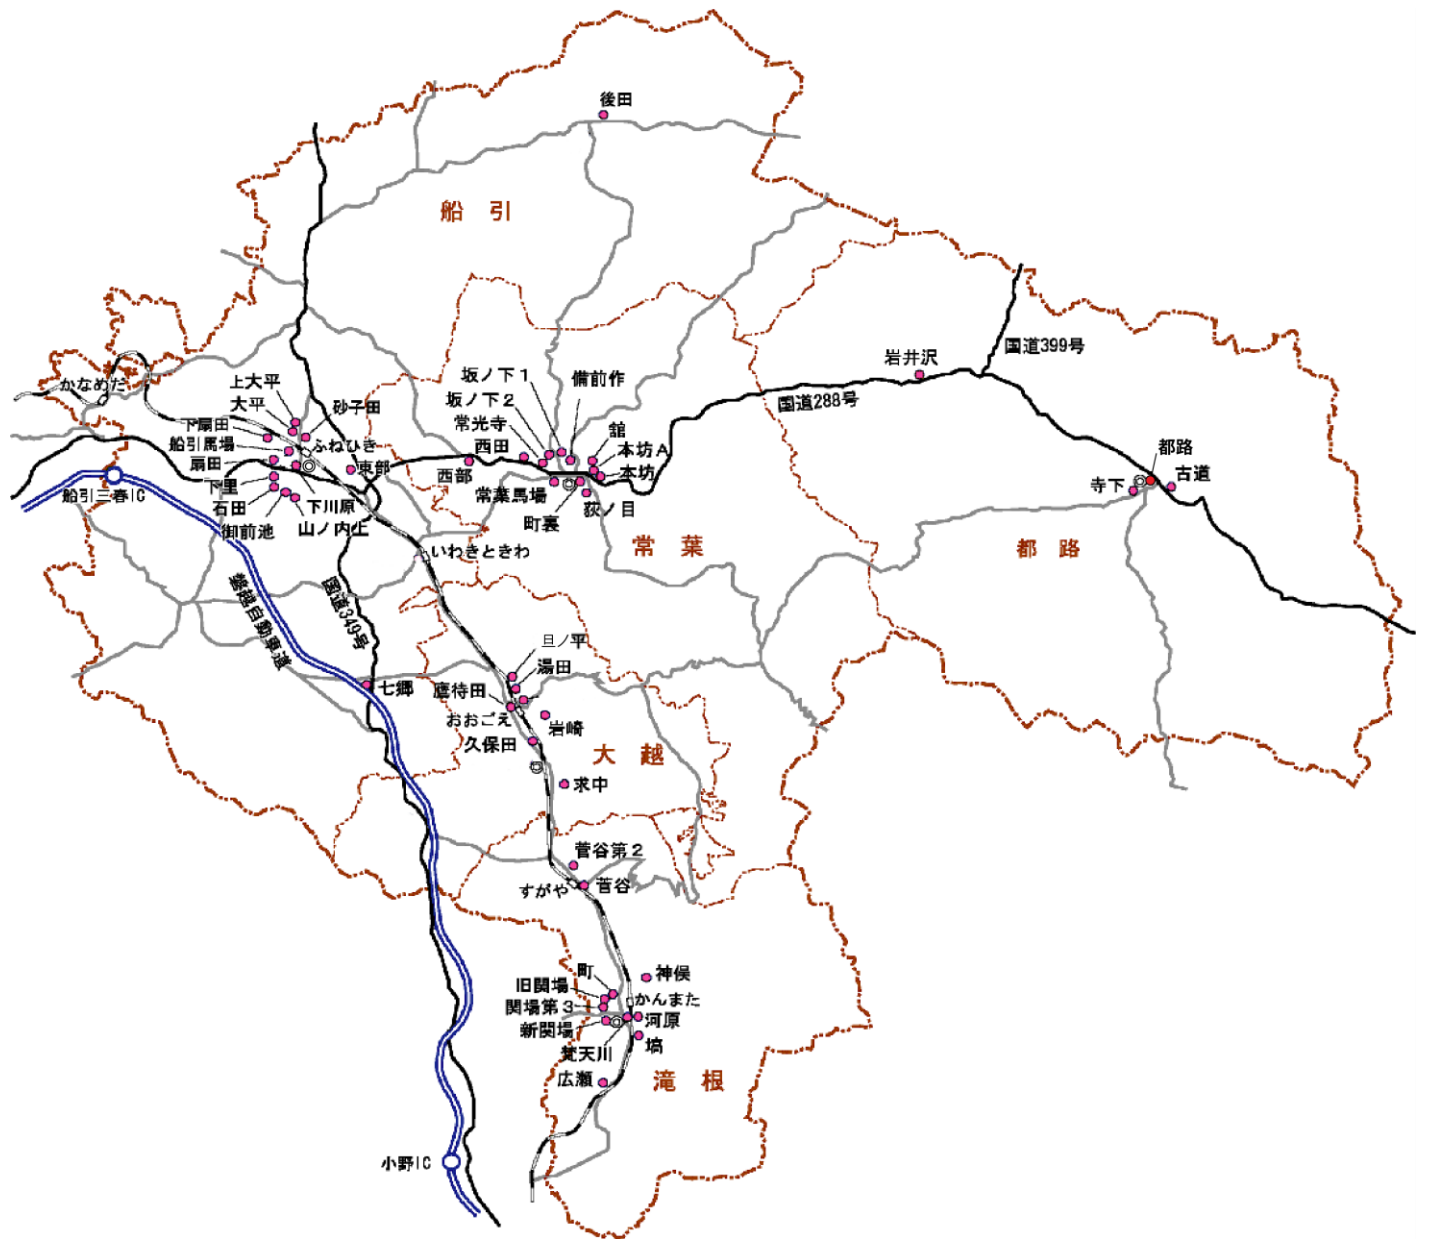 後田
船引
国道399号
岩井沢
国道288号
かなめだ
上大平
大平
砂子田
下扇田
船引馬場
ふねひき
扇田
東部
下里
石田
下川原
御前池
山ノ内上
船引三春IC
坂ノ下1
備前作
坂ノ下2
常光寺
舘
西田
本坊A
本坊
西部
常葉馬場
荻ノ目
町裏
都路
古道
寺下
常葉
都路
いわきときわ
磐越自動車道
国道349号
旦ノ平
湯田
七郷
鷹待田
おおごえ
岩崎
久保田
大越
求中
菅谷第2
すがや
菅谷
町
神俣
旧関場
かんまた
関場第3
河原
新関場
梵天川
塙
広瀬
滝根
小野IC